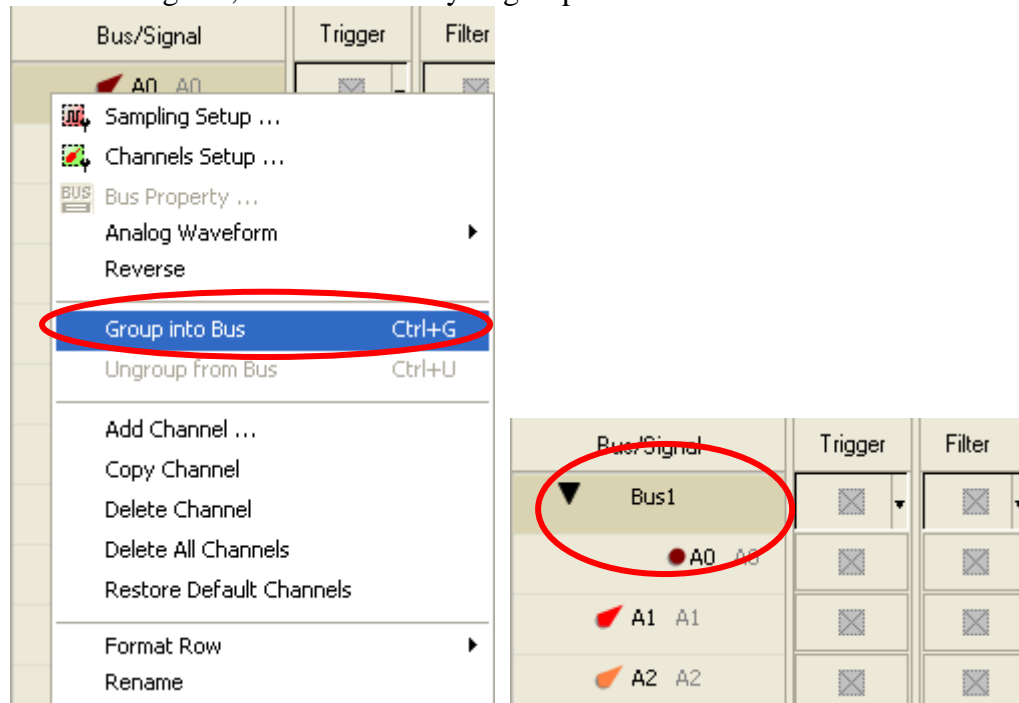 Bus/Signal Trigger Filter
A0 A0
Sampling Setup ...
Channels Setup ...
BUS Bus Property ...
Analog Waveform
Reverse
Group into Bus Ctrl+G
Ungroup from Bus Ctrl+U
Add Channel ...
Copy Channel
Delete Channel
Delete All Channels
Restore Default Channels
Format Row
Rename
Bus/Signal Trigger Filter
Bus1
A0 A0
A1 A1
A2 A2